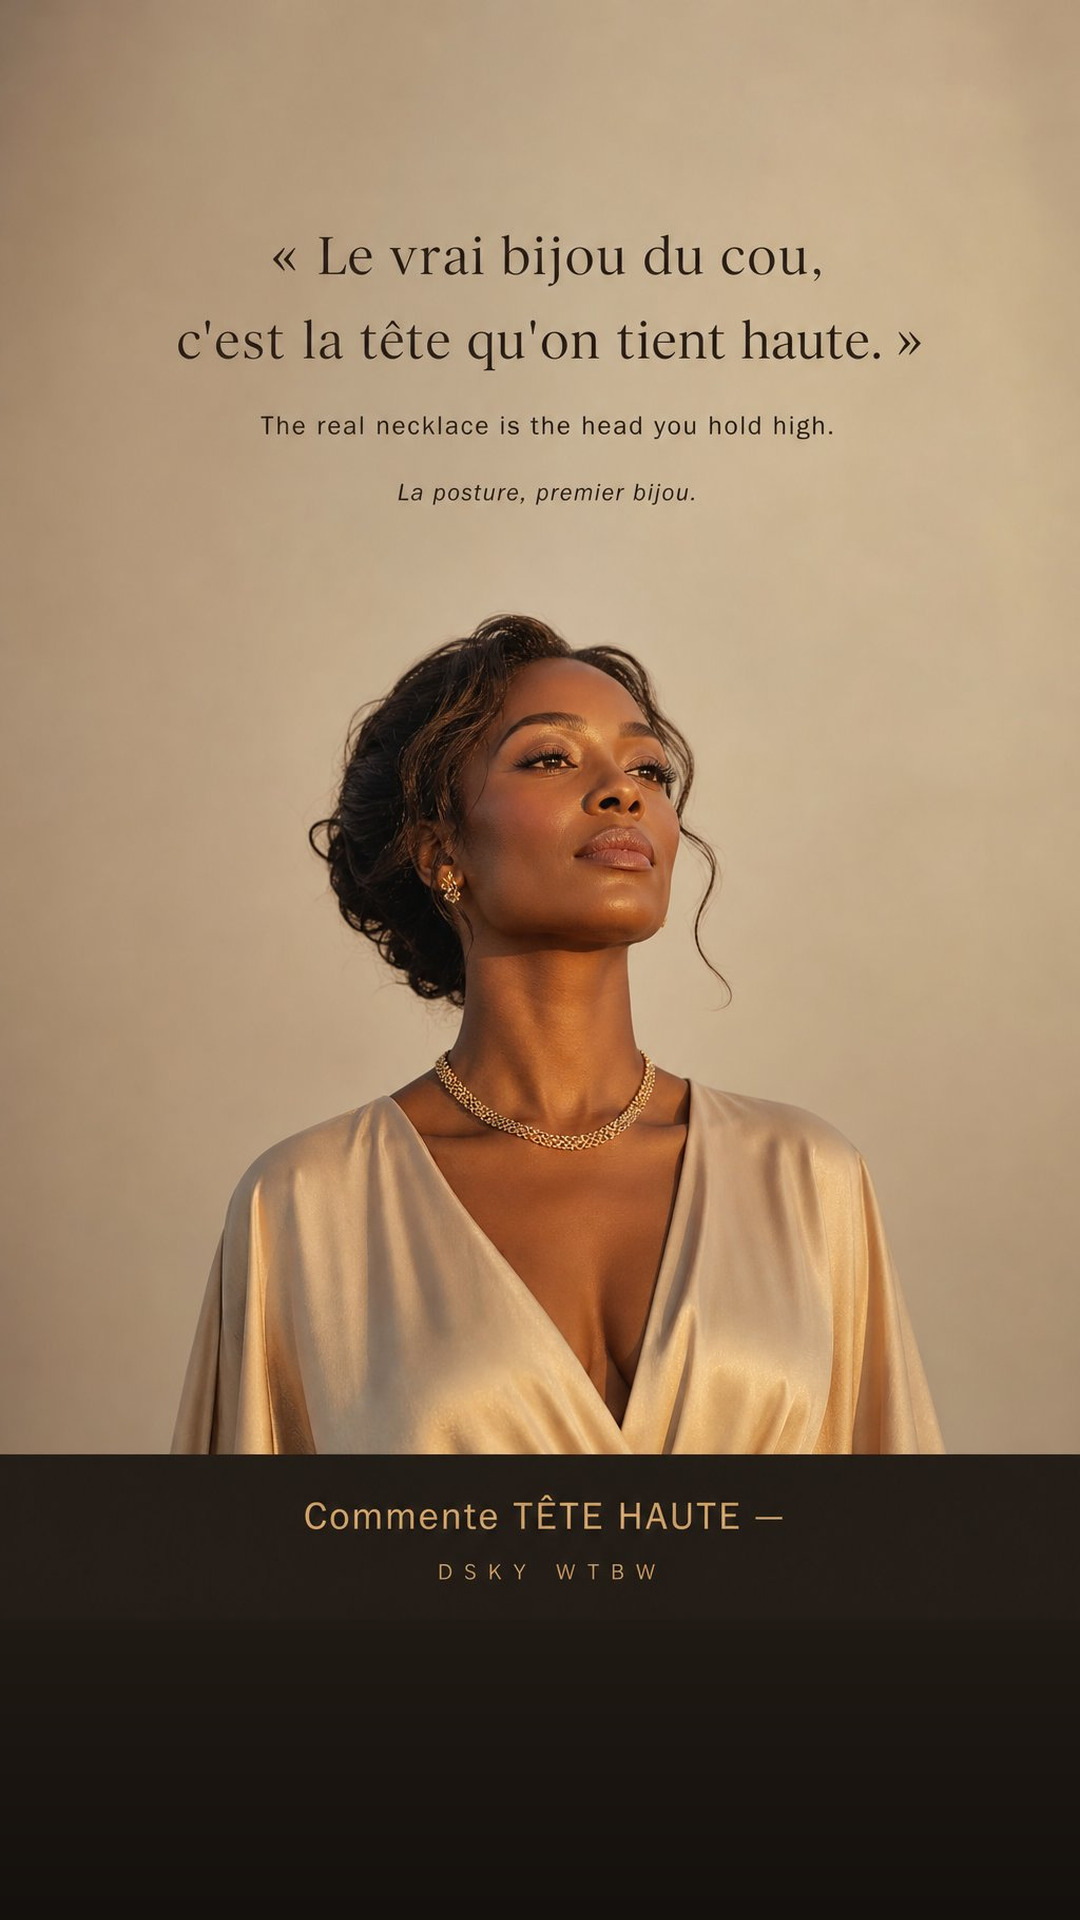 « Le vrai bijou du cou,
c'est la tête qu'on tient haute. »
The real necklace is the head you hold high.
La posture, premier bijou.
Commente TÊTE HAUTE —
DSKY WTBW